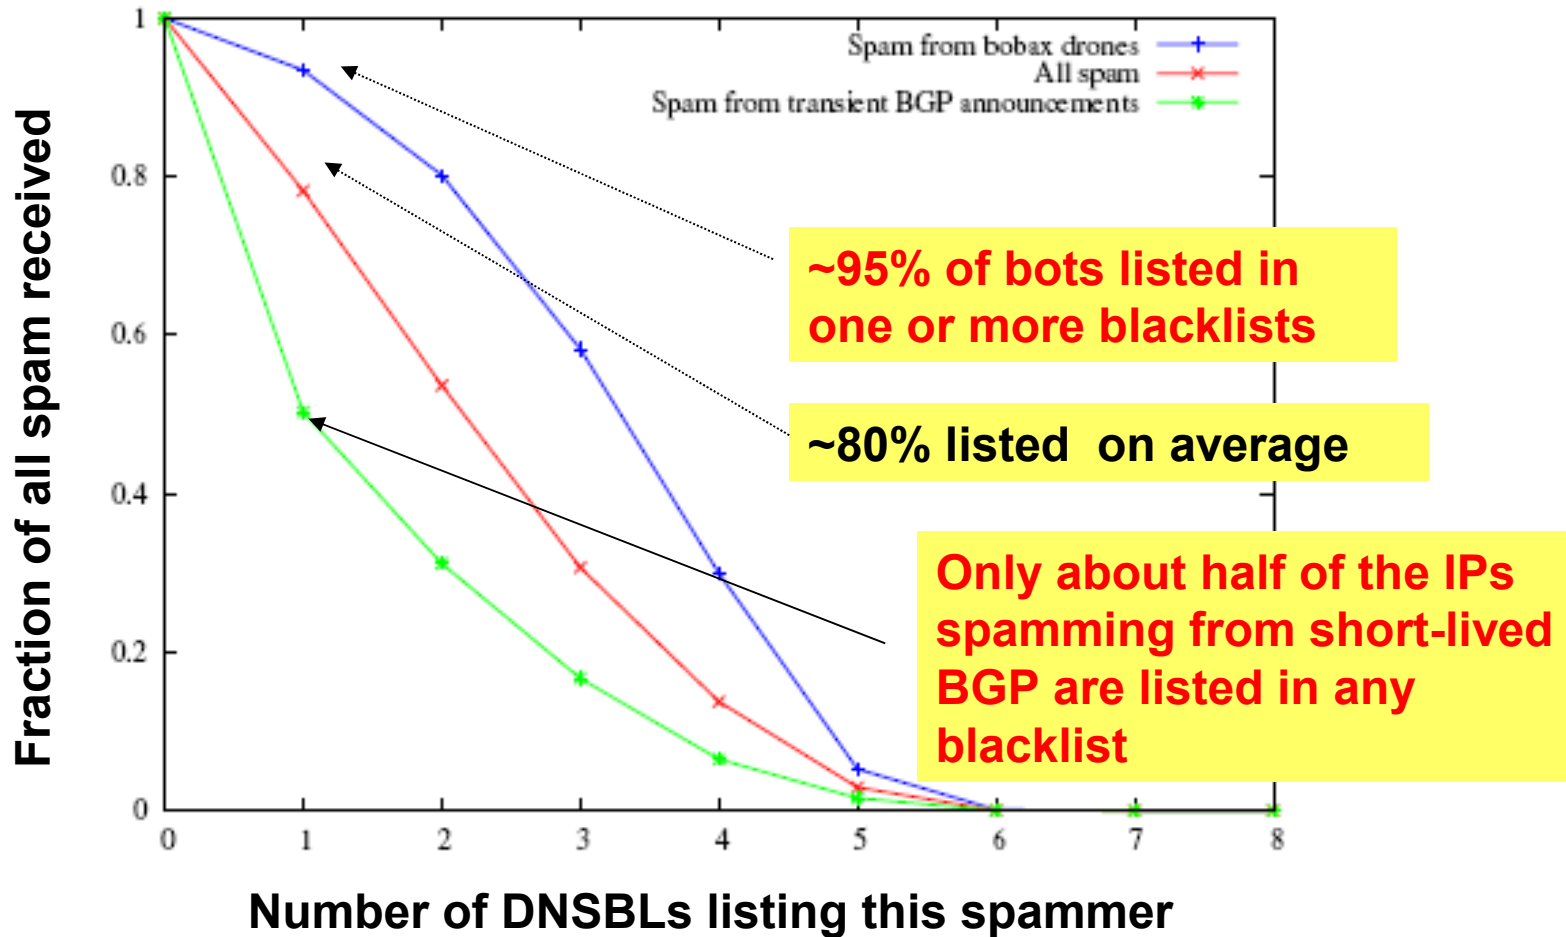 Fraction of all spam received
1
0.8
0.6
0.4
0.2
0
Spam from bobax drones
All spam
Spam from transient BGP announcements
~95% of bots listed in
one or more blacklists
~80% listed  on average
Only about half of the IPs
spamming from short-lived
BGP are listed in any
blacklist
0 1 2 3 4 5 6 7 8
Number of DNSBLs listing this spammer